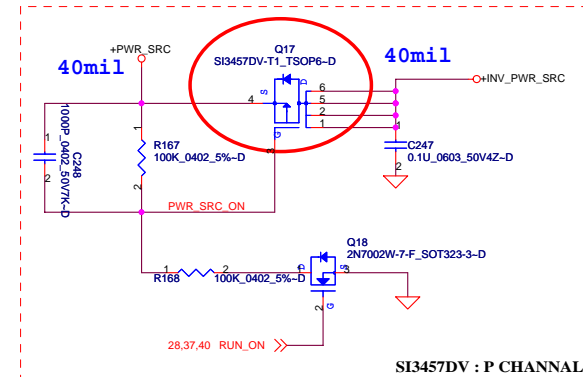 +PWR_SRC
40mil
Q17
SI3457DV-T1_TSOP6~D
40mil
S
D
4
6
5
2
1
+INV_PWR_SRC
G
3
1
R167
100K_0402_5%~D
2
1
C248
1000P_0402_50V7K~D
2
1
C247
0.1U_0603_50V4Z~D
2
PWR_SRC_ON
Q18
2N7002W-7-F_SOT323-3~D
R168
2
100K_0402_5%~D
1
D
S
3
2
G
28,37,40 RUN_ON
SI3457DV : P CHANNAL